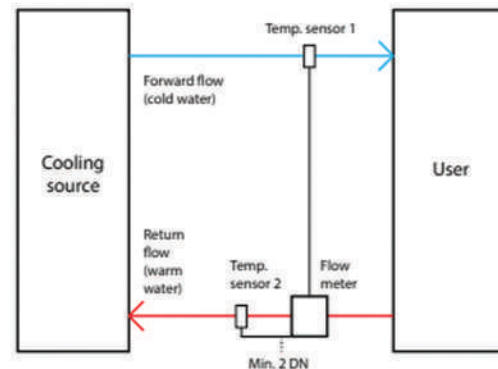 Temp. sensor 1
Forward flow
(cold water)
Cooling
source
User
Return
flow
(warm
water)
Temp.
sensor 2
Flow
meter
Min. 2 DN